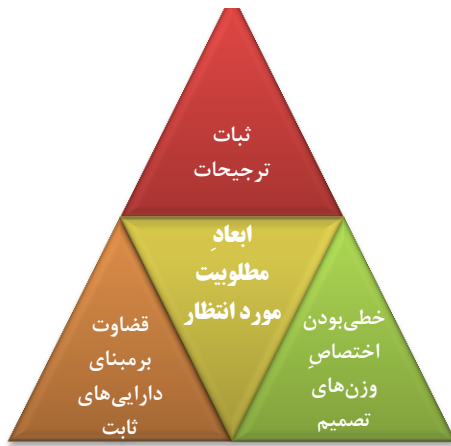 ثبات
ترجیحات
ابعادِ
مطلوبیت
مورد انتظار
خطی‌بودن
اختصاصِ
وزن‌های
تصمیم
قضاوت
برمبنای
دارایی‌های
ثابت